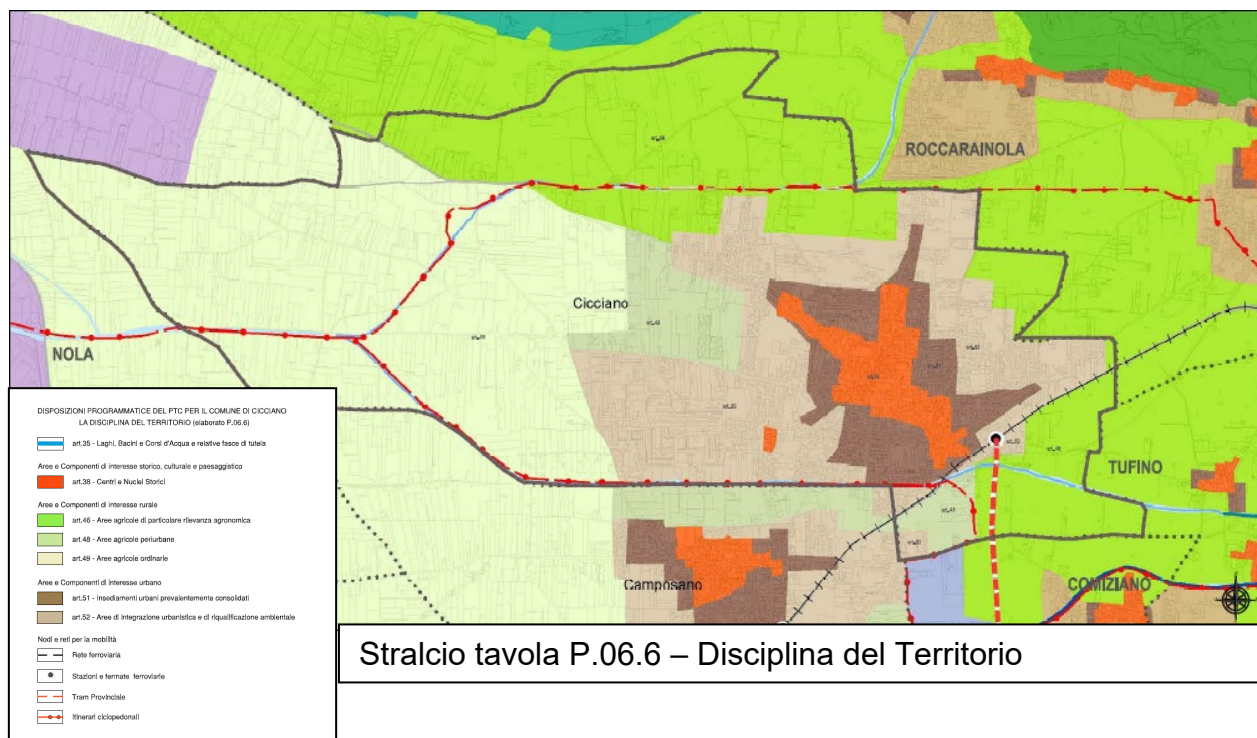 ROCCARAINOLA
Cicciano
NOLA
TUFINO
Camposano
COMIZIANO
DISPOSIZIONI PROGRAMMATICE DEL PTC PER IL COMUNE DI CICCIANO
LA DISCIPLINA DEL TERRITORIO (elaborato P.06.6)
art.35 - Laghi, Bacini e Corsi d'Acqua e relative fasce di tutela
Aree e Componenti di interesse storico, culturale e paesaggistico
art.38 - Centri e Nuclei Storici
Aree e Componenti di interesse rurale
art.46 - Aree agricole di particolare rilevanza agronomica
art.48 - Aree agricole periurbane
art.49 - Aree agricole ordinarie
Aree e Componenti di interesse urbano
art.51 - Insediamenti urbani prevalentemente consolidati
art.52 - Aree di integrazione urbanistica e di riqualificazione ambientale
Nodi e reti per la mobilità
Rete ferroviaria
Stazioni e fermate ferroviarie
Tram Provinciale
Itinerari ciclopedonali
Stralcio tavola P.06.6 – Disciplina del Territorio